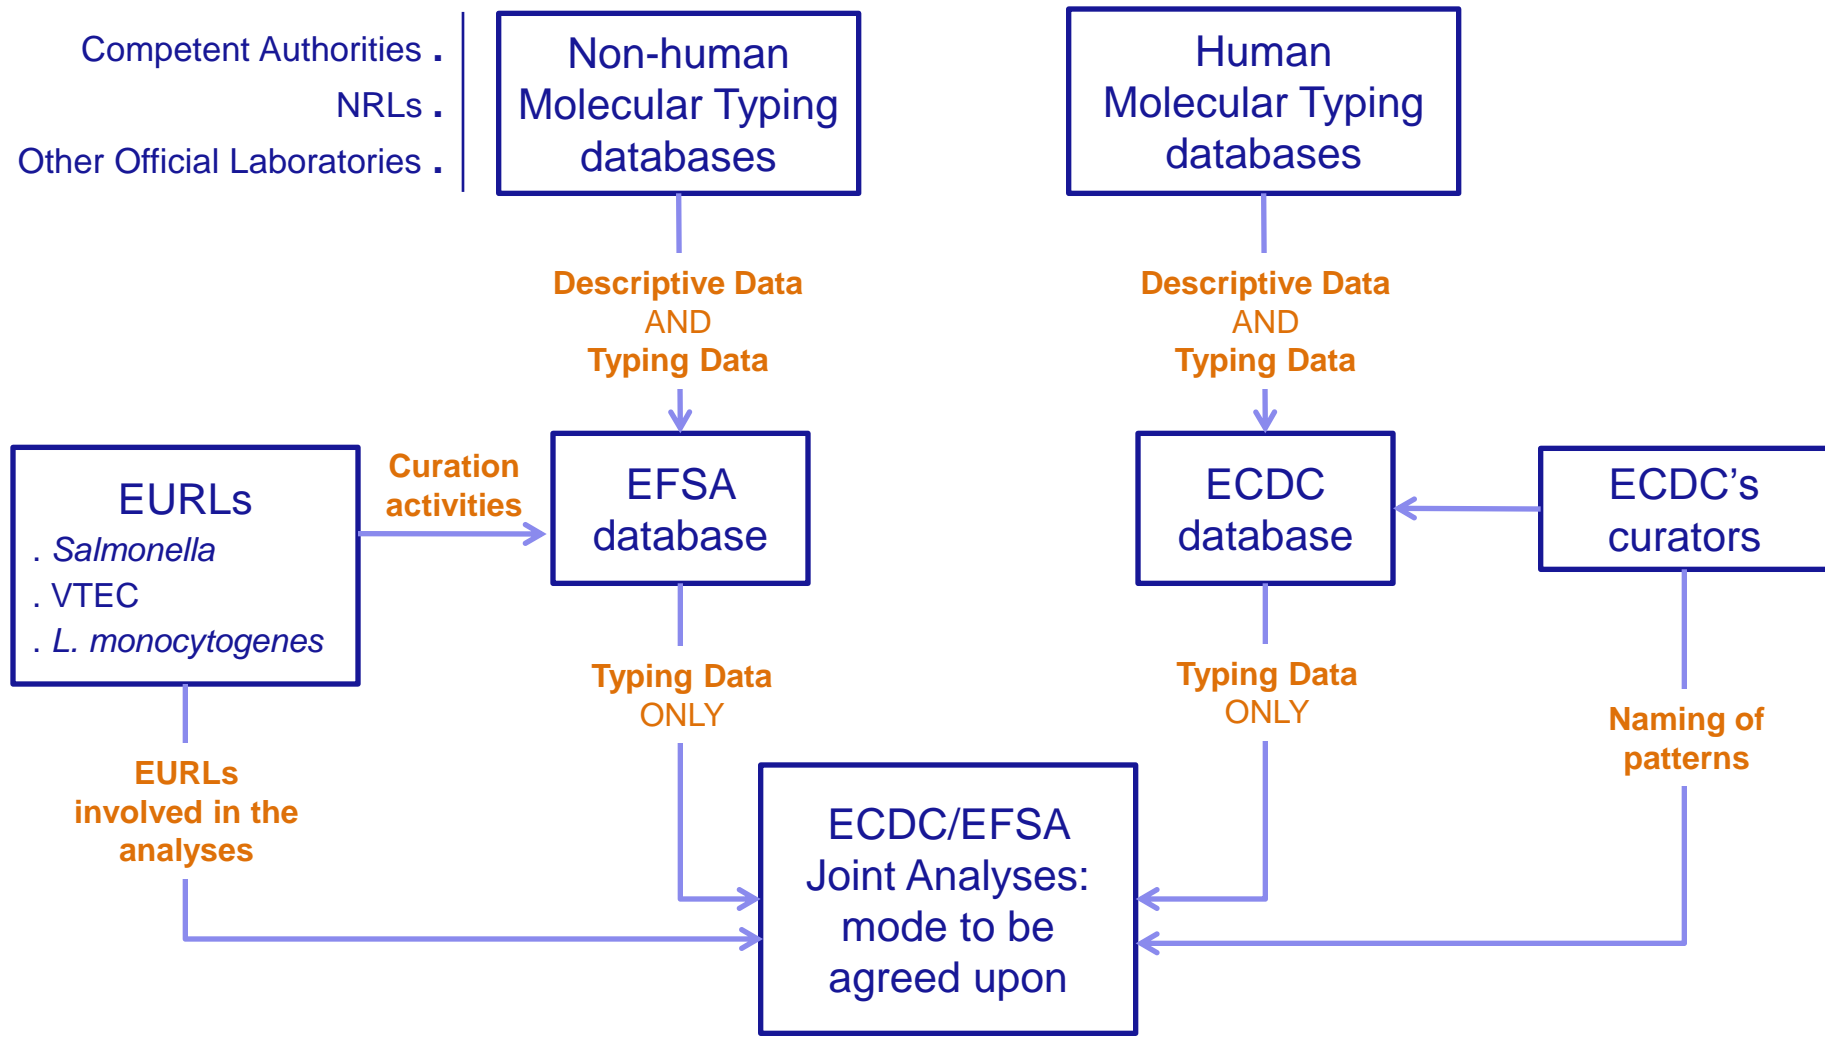 Competent Authorities .
NRLs .
Other Official Laboratories .
Non-human
Molecular Typing
databases
Human
Molecular Typing
databases
Descriptive Data
AND
Typing Data
Descriptive Data
AND
Typing Data
EURLs
. Salmonella
. VTEC
. L. monocytogenes
Curation
activities
EFSA
database
ECDC
database
ECDC’s
curators
Typing Data
ONLY
Typing Data
ONLY
Naming of
patterns
EURLs
involved in the
analyses
ECDC/EFSA
Joint Analyses:
mode to be
agreed upon